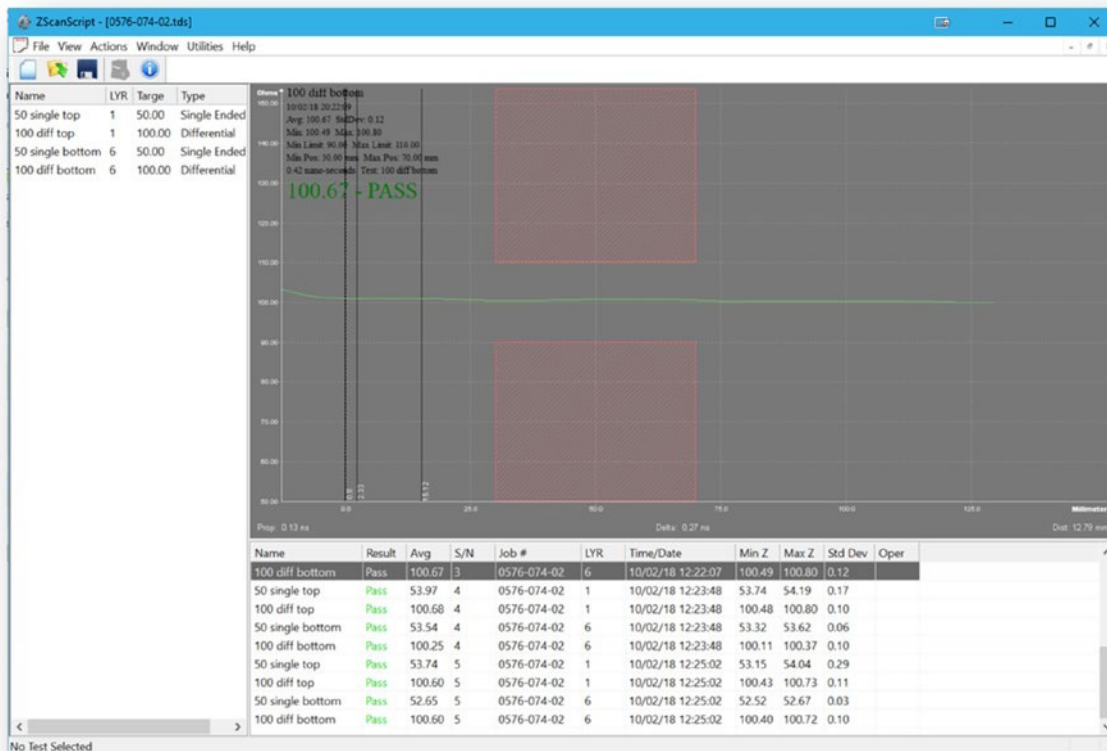 ZScanScript - [0576-074-02.tds]
File View Actions Window Utilities Help
Name LYR Targe Type
50 single top 1 50.00 Single Ended
100 diff top 1 100.00 Differential
50 single bottom 6 50.00 Single Ended
100 diff bottom 6 100.00 Differential
Ohms
100 diff bottom
10/02/18 20:22:09
Avg: 100.67 StdDev: 0.12
Min: 100.49 Max: 100.80
Min Limit: 90.00 Max Limit: 110.00
Min Pos: 30.00 mm Max Pos: 70.00 mm
0.42 nano-seconds Test: 100 diff bottom
100.67 - PASS
150.00
140.00
130.00
120.00
110.00
100.00
90.00
80.00
70.00
60.00
50.00
0.0
2.33
15.12
0.0 25.0 50.0 75.0 100.0 125.0 Millimeter
Prop: 0.13 ns Delta: 0.27 ns Dist: 12.79 mm
Name Result Avg S/N Job # LYR Time/Date Min Z Max Z Std Dev Oper
100 diff bottom Pass 100.67 3 0576-074-02 6 10/02/18 12:22:07 100.49 100.80 0.12
50 single top Pass 53.97 4 0576-074-02 1 10/02/18 12:23:48 53.74 54.19 0.17
100 diff top Pass 100.68 4 0576-074-02 1 10/02/18 12:23:48 100.48 100.80 0.10
50 single bottom Pass 53.54 4 0576-074-02 6 10/02/18 12:23:48 53.32 53.62 0.06
100 diff bottom Pass 100.25 4 0576-074-02 6 10/02/18 12:23:48 100.11 100.37 0.10
50 single top Pass 53.74 5 0576-074-02 1 10/02/18 12:25:02 53.15 54.04 0.29
100 diff top Pass 100.60 5 0576-074-02 1 10/02/18 12:25:02 100.43 100.73 0.11
50 single bottom Pass 52.65 5 0576-074-02 6 10/02/18 12:25:02 52.52 52.67 0.03
100 diff bottom Pass 100.60 5 0576-074-02 6 10/02/18 12:25:02 100.40 100.72 0.10
No Test Selected